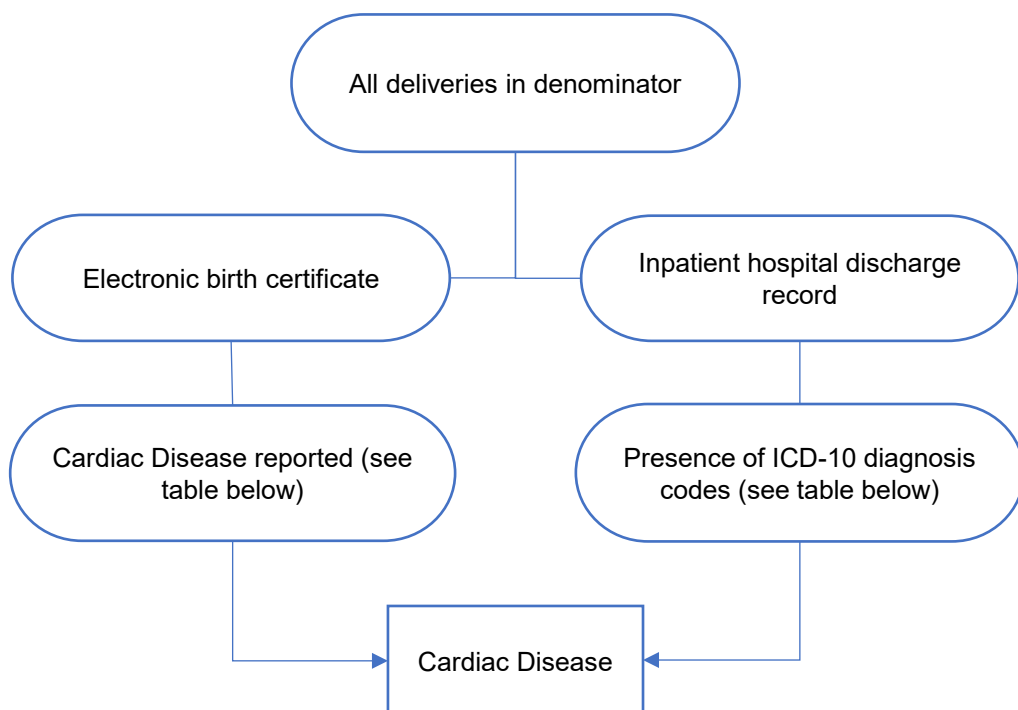 All deliveries in denominator
Electronic birth certificate
Inpatient hospital discharge
record
Cardiac Disease reported (see
table below)
Presence of ICD-10 diagnosis
codes (see table below)
Cardiac Disease